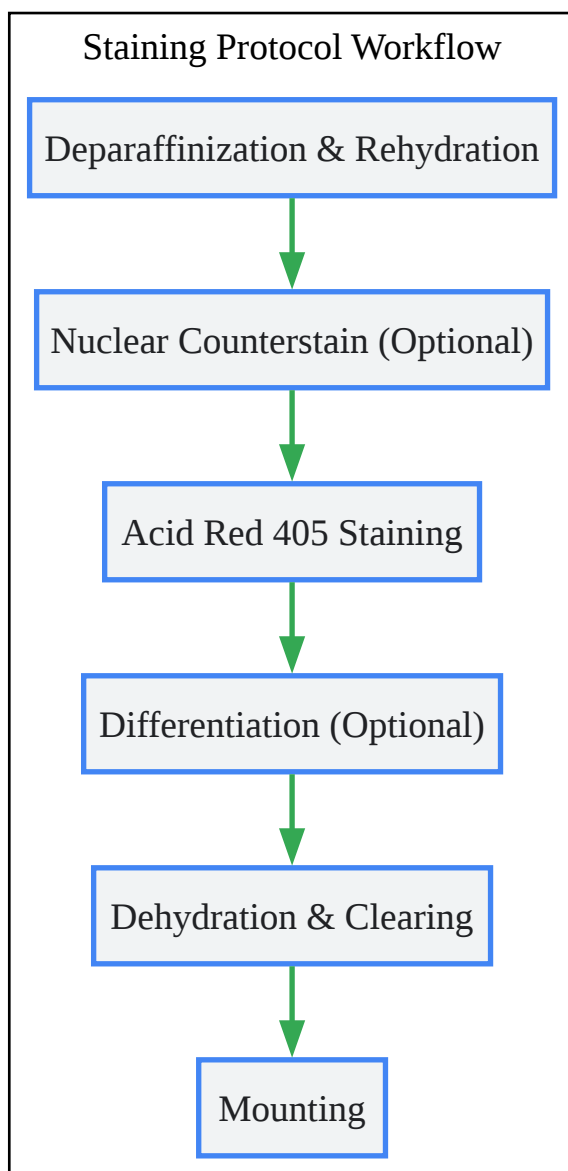 Staining Protocol Workflow
Deparaffinization & Rehydration
Nuclear Counterstain (Optional)
Acid Red 405 Staining
Differentiation (Optional)
Dehydration & Clearing
Mounting